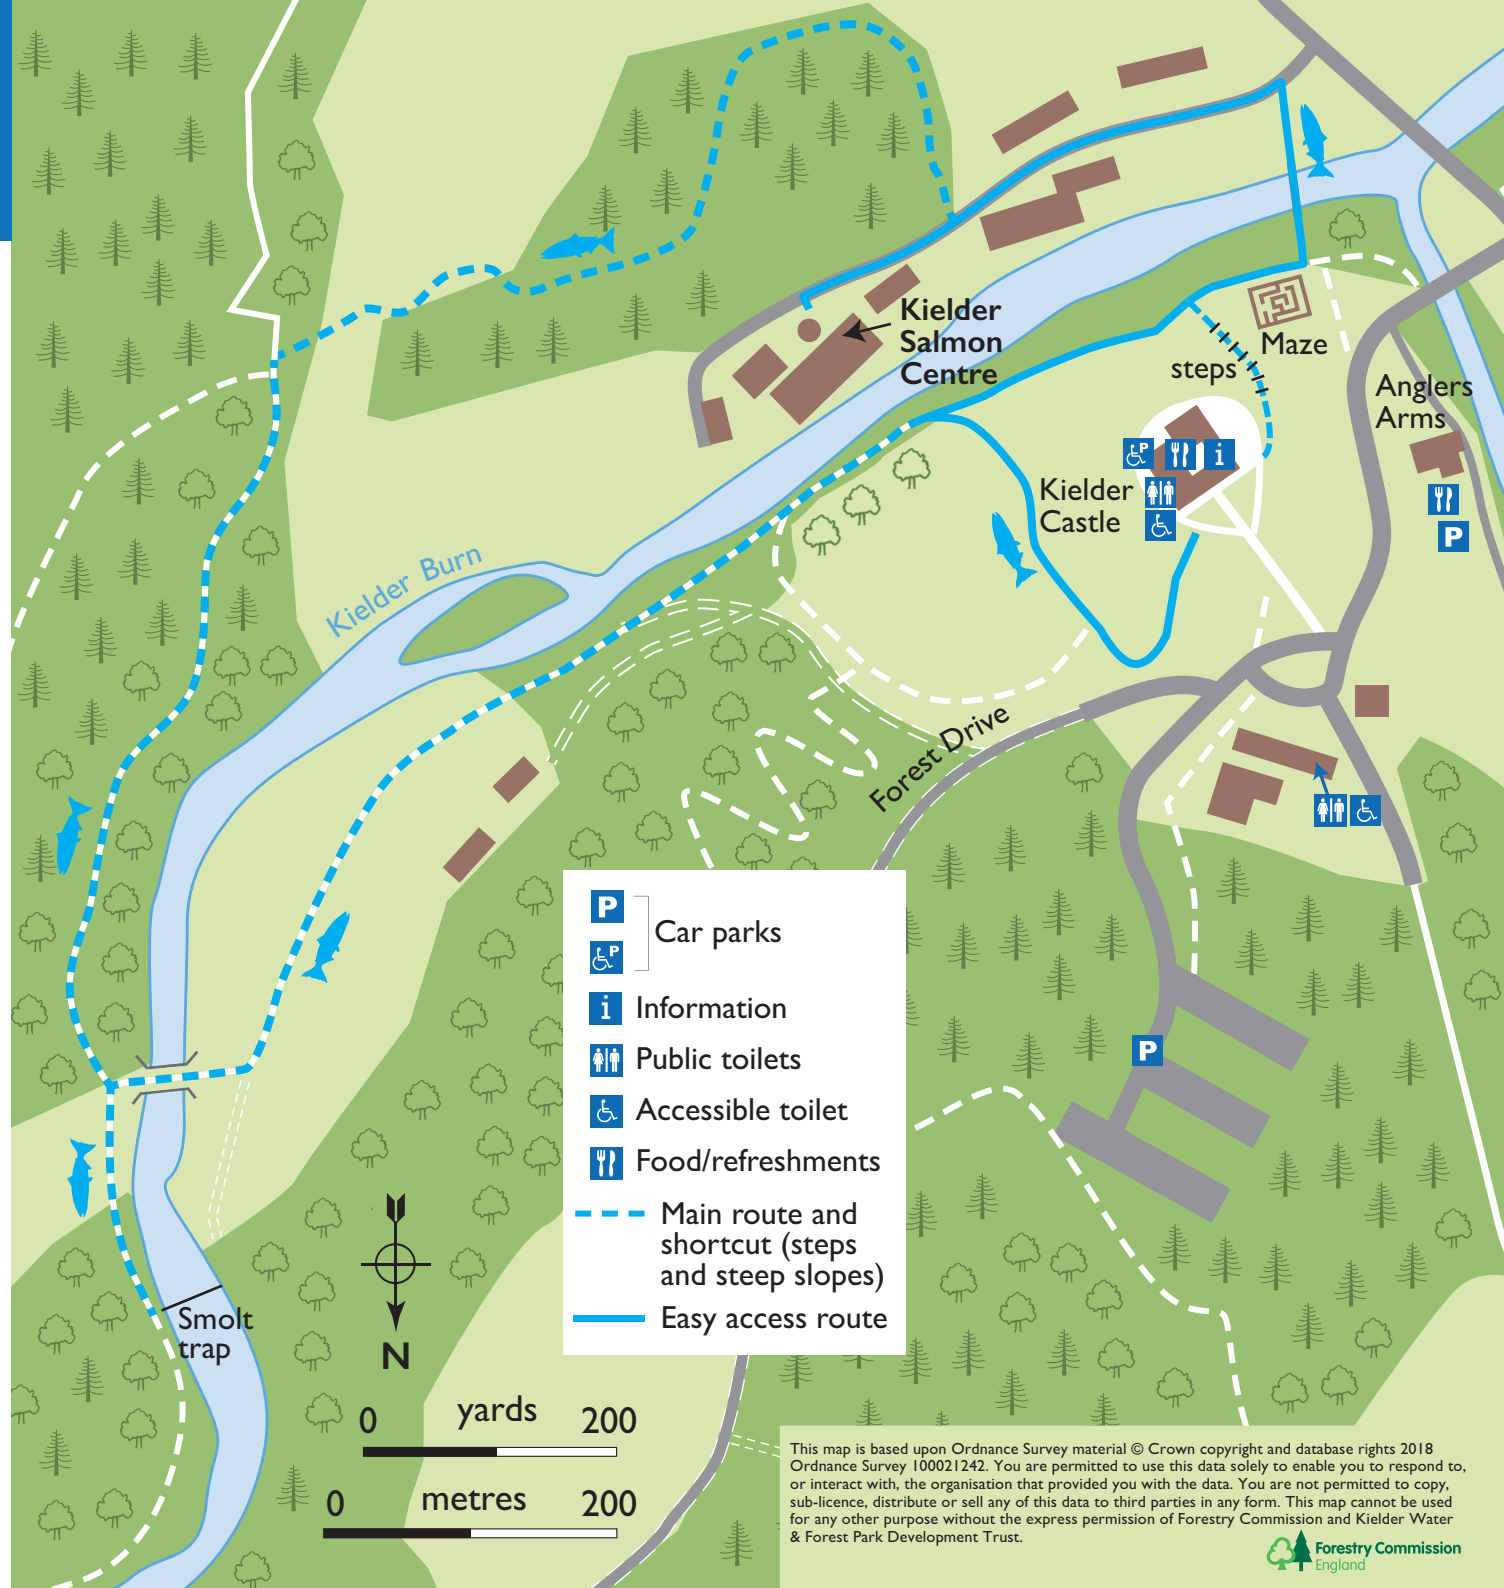 Kielder
Salmon
Centre
Maze
steps
Anglers
Arms
P
i
P
Kielder
Castle
Kielder Burn
Forest Drive
P
P
Car parks
P
i
Information
Public toilets
Accessible toilet
Food/refreshments
Main route and
shortcut (steps
and steep slopes)
Easy access route
P
Smolt
trap
N
0 yards 200
0 metres 200
This map is based upon Ordnance Survey material © Crown copyright and database rights 2018
Ordnance Survey 100021242. You are permitted to use this data solely to enable you to respond to,
or interact with, the organisation that provided you with the data. You are not permitted to copy,
sub-licence, distribute or sell any of this data to third parties in any form. This map cannot be used
for any other purpose without the express permission of Forestry Commission and Kielder Water
& Forest Park Development Trust.
Forestry Commission
England